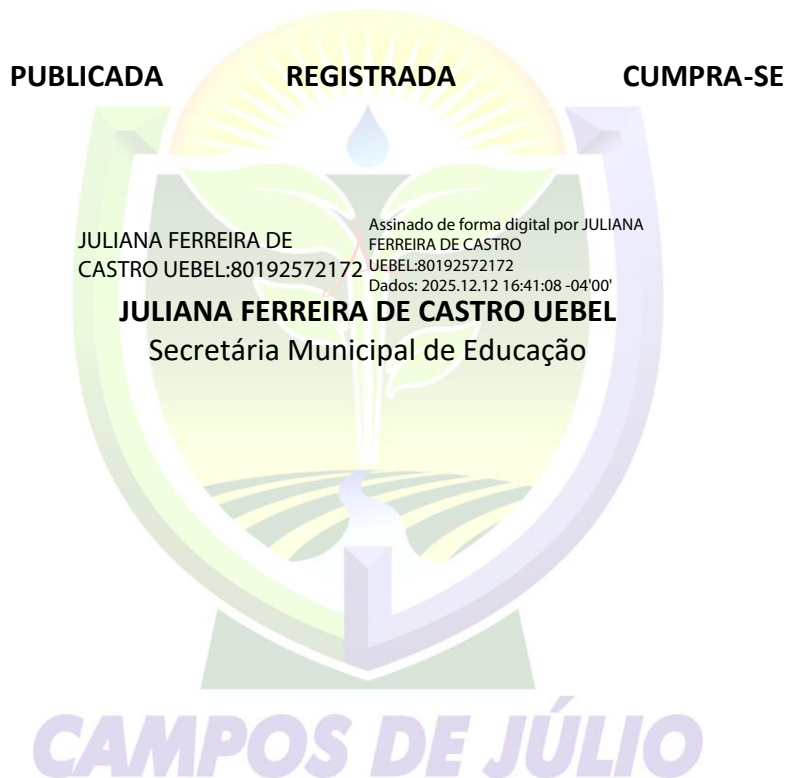 PUBLICADA REGISTRADA CUMPRA-SE
JULIANA FERREIRA DE
CASTRO UEBEL:80192572172
Assinado de forma digital por JULIANA
FERREIRA DE CASTRO
UEBEL:80192572172
Dados: 2025.12.12 16:41:08 -04'00'
JULIANA FERREIRA DE CASTRO UEBEL
Secretária Municipal de Educação
CAMPOS DE JÚLIO